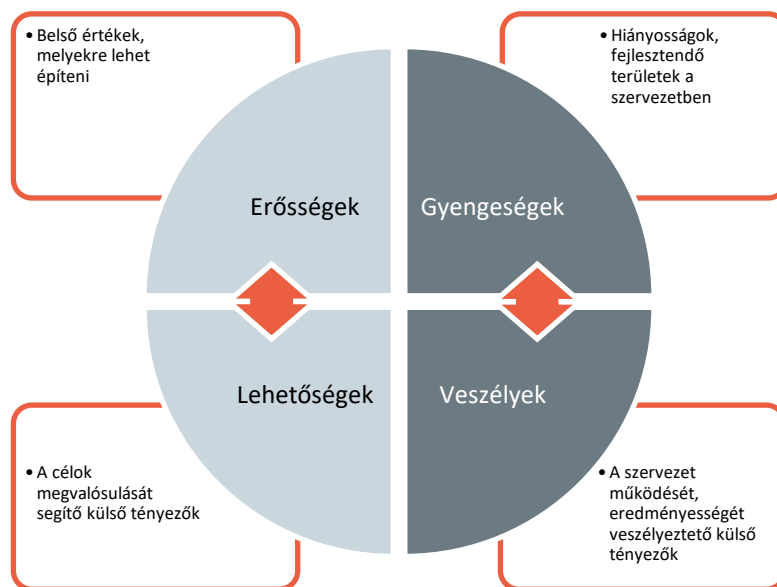 • Belső értékek,
melyekre lehet
építeni
• Hiányosságok,
fejlesztendő
területek a
szervezetben
Erősségek
Gyengeségek
Lehetőségek
Veszélyek
• A célok
megvalósulását
segítő külső tényezők
• A szervezet
működését,
eredményességét
veszélyeztető külső
tényezők